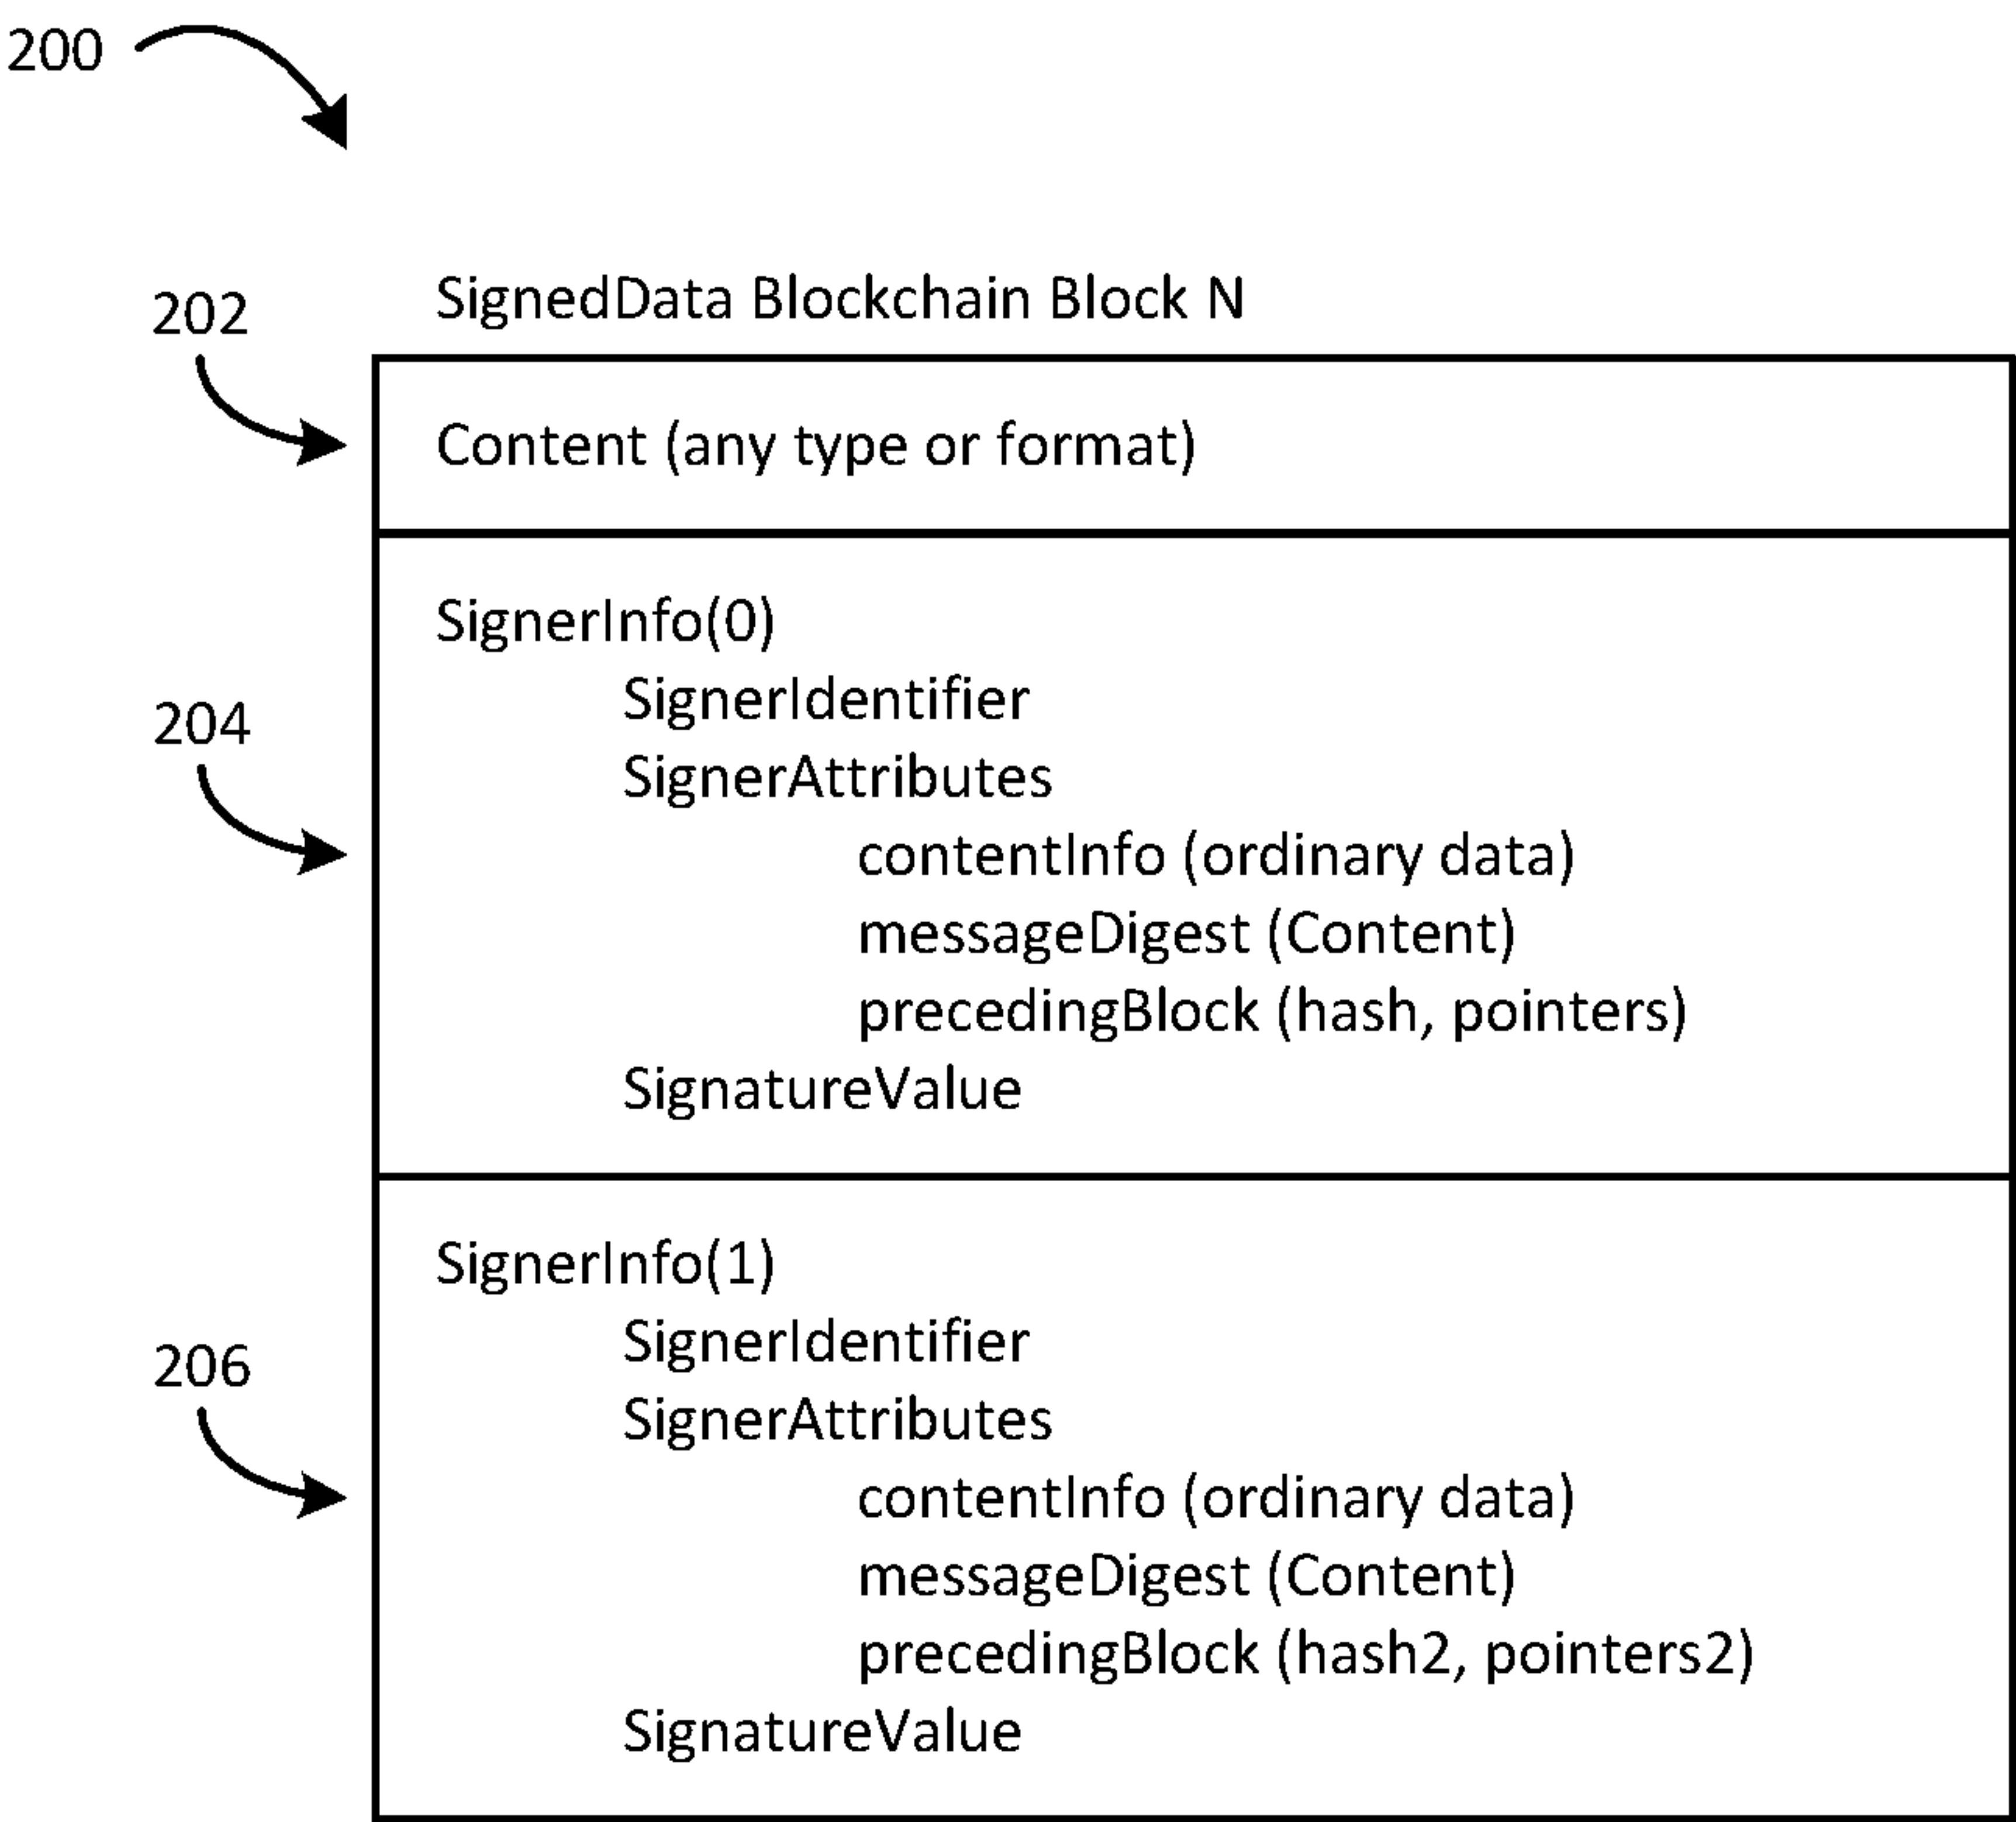 200
SignedData Blockchain Block N
202
Content (any type or format)
SignerInfo(0)
SignerIdentifier
204
SignerAttributes
contentInfo (ordinary data)
messageDigest (Content)
precedingBlock (hash, pointers)
SignatureValue
SignerInfo(1)
SignerIdentifier
206
SignerAttributes
contentInfo (ordinary data)
messageDigest (Content)
precedingBlock (hash2, pointers2)
SignatureValue